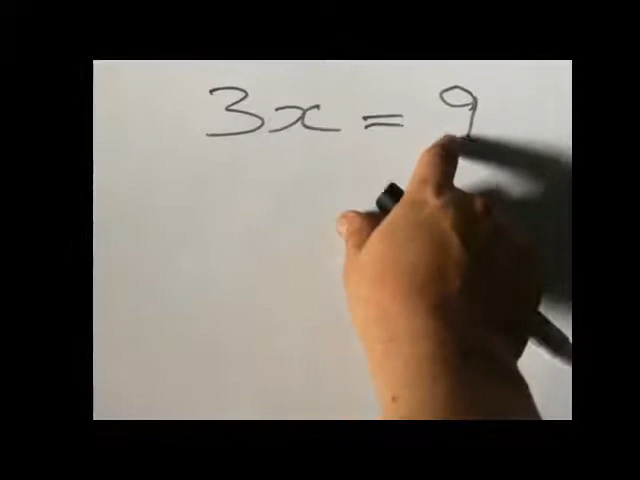 3x = 9